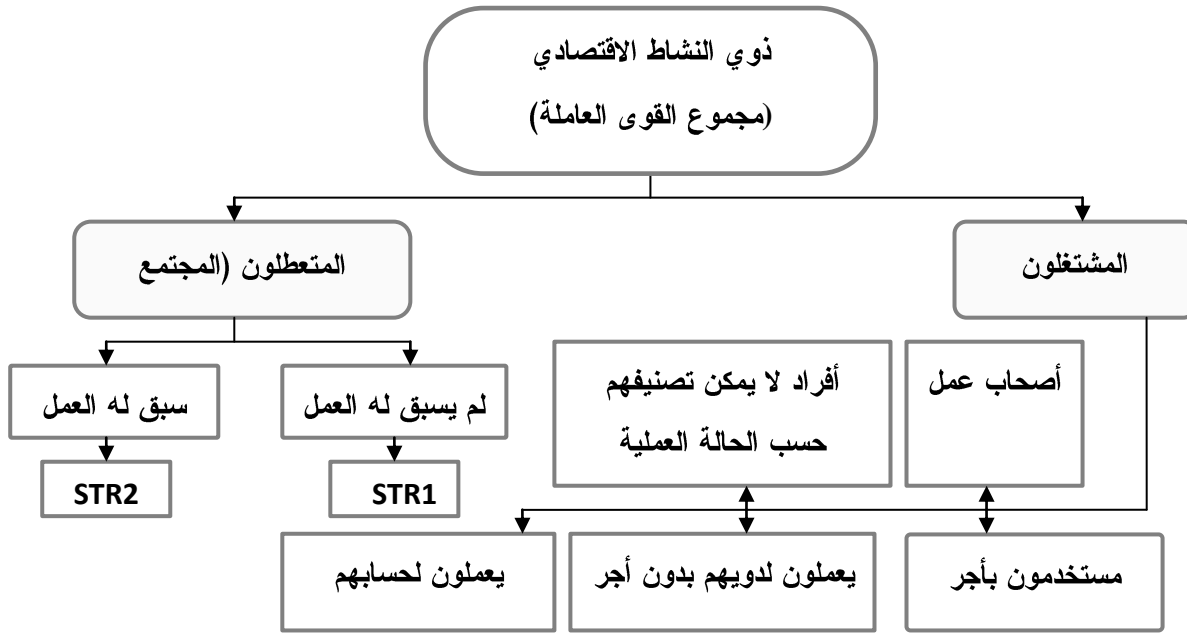 ذوي النشاط الاقتصادي
(مجموع القوى العاملة)
المشتغلون
المتعطلون (المجتمع
أصحاب عمل
أفراد لا يمكن تصنيفهم
حسب الحالة العملية
لم يسبق له العمل
سبق له العمل
STR1
STR2
مستخدمون بأجر
يعملون لدويهم بدون أجر
يعملون لحسابهم